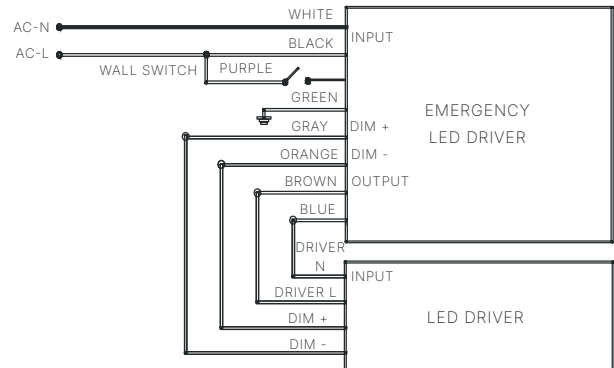 WHITE
AC-N
INPUT
BLACK
AC-L
WALL SWITCH
PURPLE
GREEN
EMERGENCY
LED DRIVER
GRAY
DIM +
ORANGE
DIM -
BROWN
OUTPUT
BLUE
DRIVER
N
INPUT
DRIVER L
DIM +
LED DRIVER
DIM -